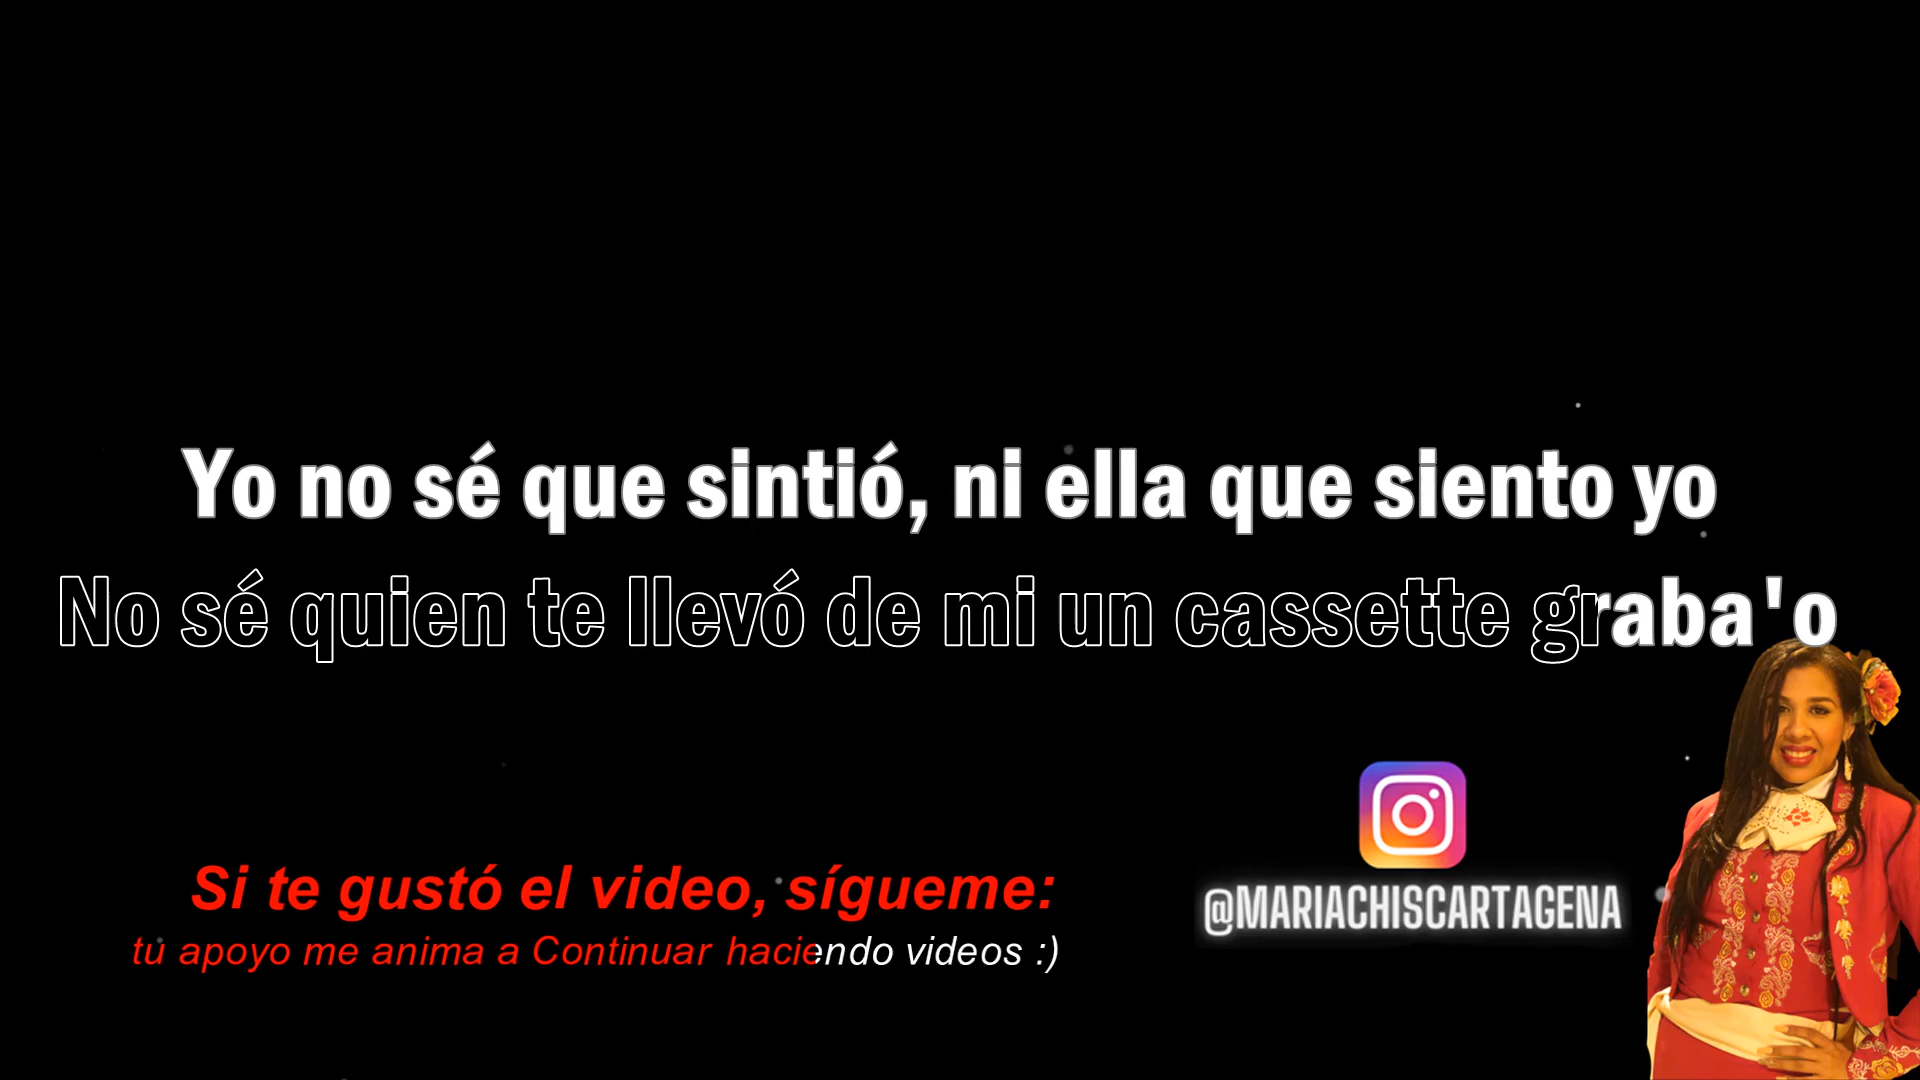 Yo no sé que sintió, ni ella que siento yo
No sé quien te llevó de mi un cassette graba'o
Si te gustó el video, sígueme:
tu apoyo me anima a Continuar haciendo videos :)
@MARIACHISCARTAGENA